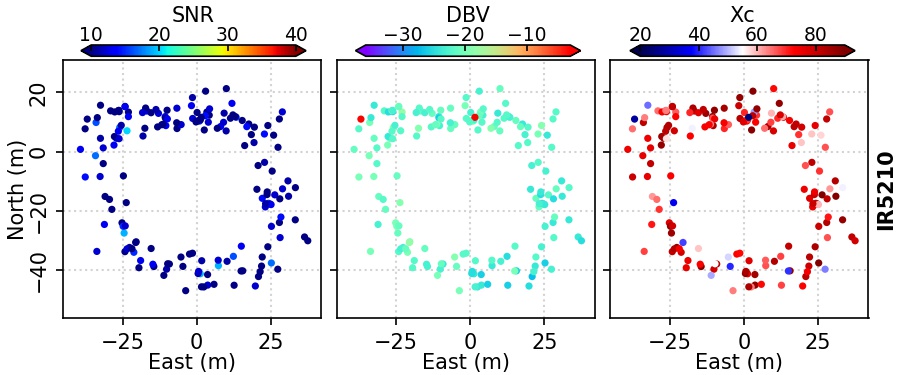 SNR DBV Xc
10 20 30 40 −30 −20 −10 20 40 60 80
20
0
−20
−40
North (m)
IR5210
−25 0 25 −25 0 25 −25 0 25
East (m) East (m) East (m)